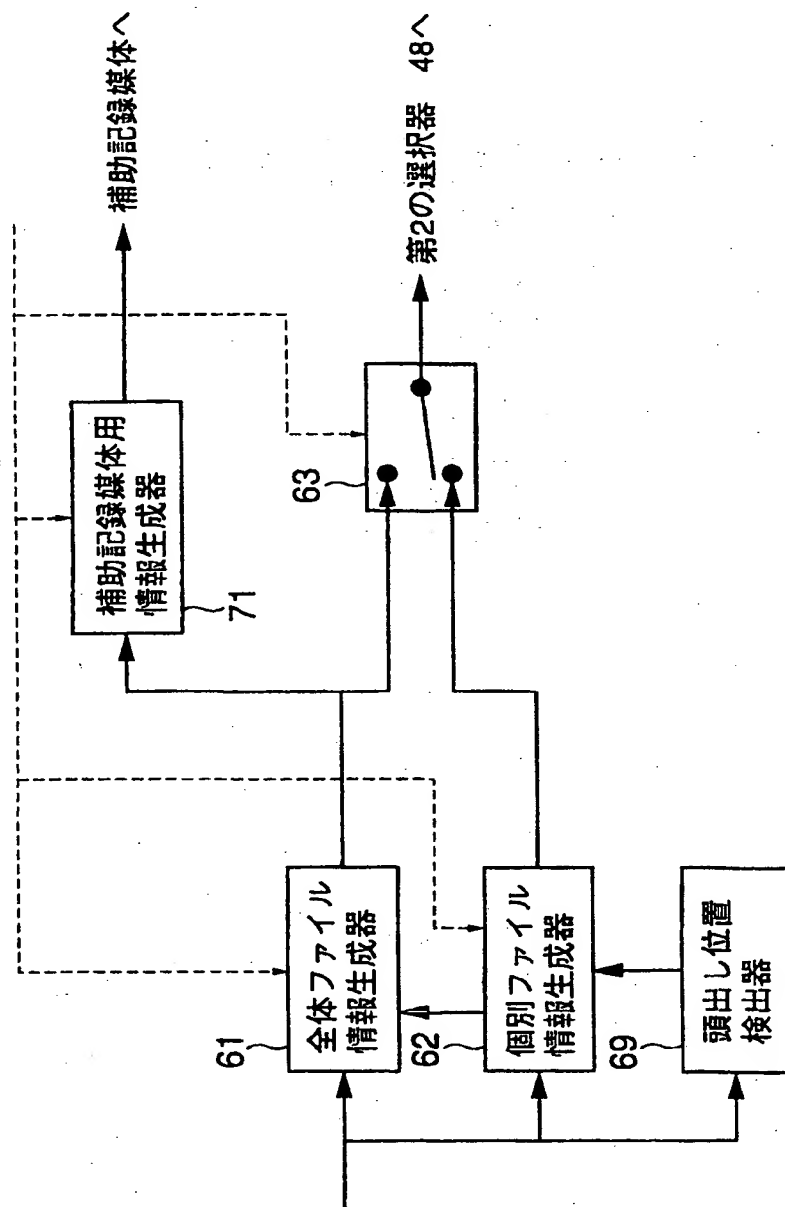 補助記録媒体へ
補助記録媒体用
情報生成器
71
第2の選択器 48へ
63
全体ファイル
情報生成器
61
個別ファイル
情報生成器
62
頭出し位置
検出器
69